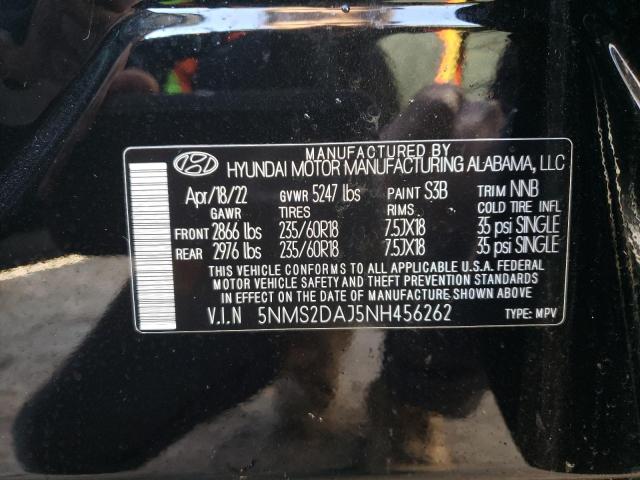 MANUFACTURED BY
HYUNDAI MOTOR MANUFACTURING ALABAMA, LLC
Apr/18/22 GVWR 5247 lbs PAINT S3B TRIM NNB
GAWR TIRES RIMS COLD TIRE INFL
FRONT 2866 lbs 235/60R18 7.5JX18 35 psi SINGLE
REAR 2976 lbs 235/60R18 7.5JX18 35 psi SINGLE
THIS VEHICLE CONFORMS TO ALL APPLICABLE U.S.A. FEDERAL
MOTOR VEHICLE SAFETY AND THEFT PREVENTION STANDARDS
IN EFFECT ON THE DATE OF MANUFACTURE SHOWN ABOVE
V.I.N 5NMS2DAJ5NH456262 TYPE: MPV